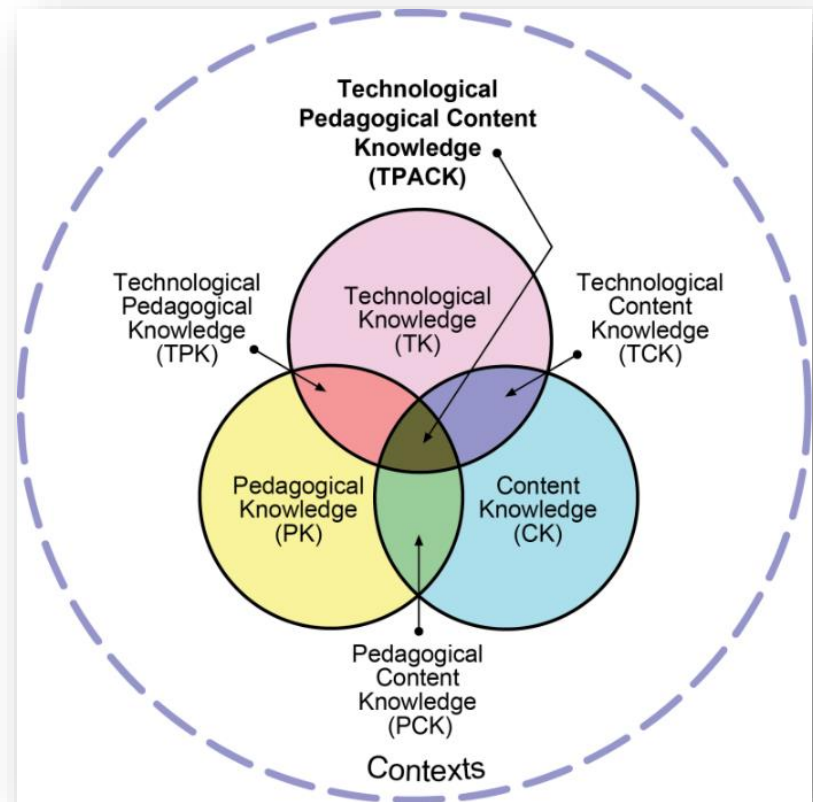 Technological
Pedagogical Content
Knowledge
(TPACK)
Technological
Pedagogical
Knowledge
(TPK)
Technological
Knowledge
(TK)
Technological
Content
Knowledge
(TCK)
Pedagogical
Knowledge
(PK)
Content
Knowledge
(CK)
Pedagogical
Content
Knowledge
(PCK)
Contexts